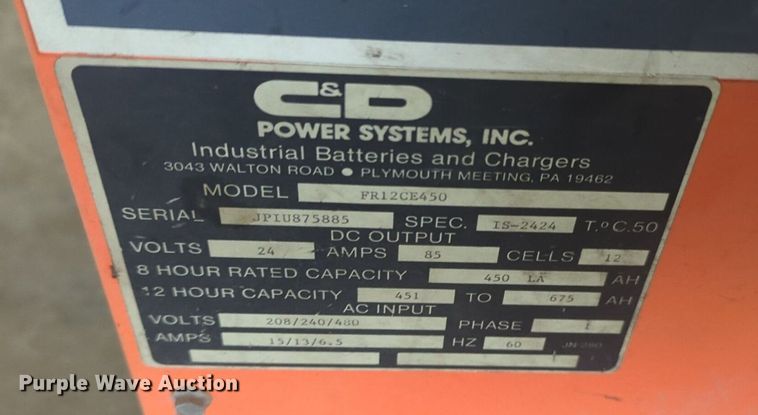 C&D
POWER SYSTEMS, INC.
Industrial Batteries and Chargers
3043 WALTON ROAD ● PLYMOUTH MEETING, PA 19462
MODEL FR12CE450
SERIAL JPIU875885 SPEC. IS-2424 T.°C.50
DC OUTPUT
VOLTS 24 AMPS 85 CELLS 12
8 HOUR RATED CAPACITY 450 LA AH
12 HOUR CAPACITY 451 TO 675 AH
AC INPUT
VOLTS 208/240/480 PHASE 1
AMPS 15/13/6.5 HZ 60 JN-280
Purple Wave Auction